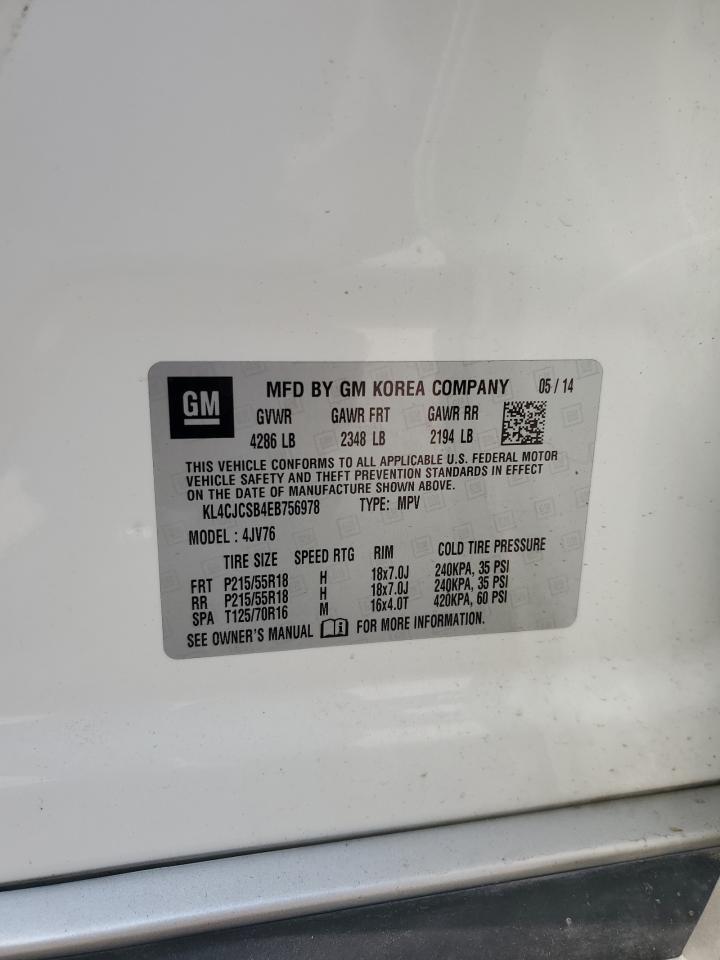 GM MFD BY GM KOREA COMPANY 05 / 14
GVWR GAWR FRT GAWR RR
4286 LB 2348 LB 2194 LB
THIS VEHICLE CONFORMS TO ALL APPLICABLE U.S. FEDERAL MOTOR
VEHICLE SAFETY AND THEFT PREVENTION STANDARDS IN EFFECT
ON THE DATE OF MANUFACTURE SHOWN ABOVE.
KL4CJCSB4EB756978 TYPE: MPV
MODEL : 4JV76
TIRE SIZE SPEED RTG RIM COLD TIRE PRESSURE
FRT P215/55R18 H 18x7.0J 240KPA, 35 PSI
RR P215/55R18 H 18x7.0J 240KPA, 35 PSI
SPA T125/70R16 M 16x4.0T 420KPA, 60 PSI
SEE OWNER'S MANUAL i FOR MORE INFORMATION.